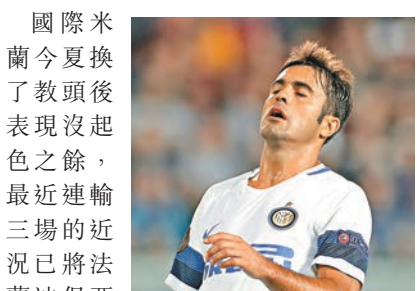 國際米
蘭今夏換
了教頭後
表現沒起
色之餘，
最近連輸
三場的近
況已將法